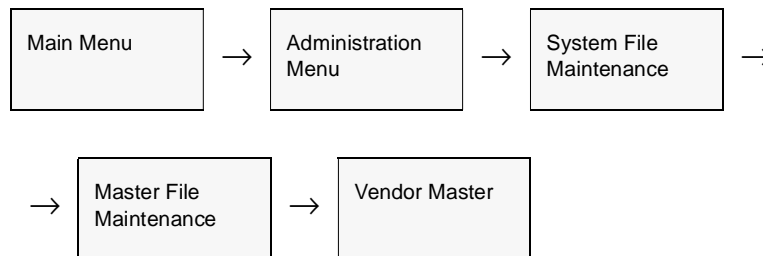 Main Menu
Administration
Menu
System File
Maintenance
Master File
Maintenance
Vendor Master